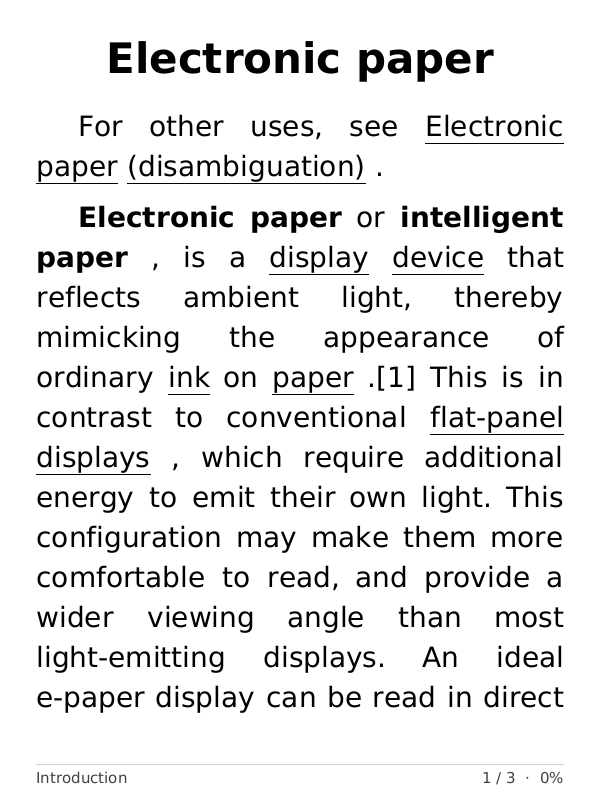 Electronic paper
For other uses, see Electronic
paper (disambiguation) .
Electronic paper or intelligent
paper , is a display device that
reflects ambient light, thereby
mimicking the appearance of
ordinary ink on paper .[1] This is in
contrast to conventional flat-panel
displays , which require additional
energy to emit their own light. This
configuration may make them more
comfortable to read, and provide a
wider viewing angle than most
light-emitting displays. An ideal
e-paper display can be read in direct
Introduction 1 / 3 · 0%